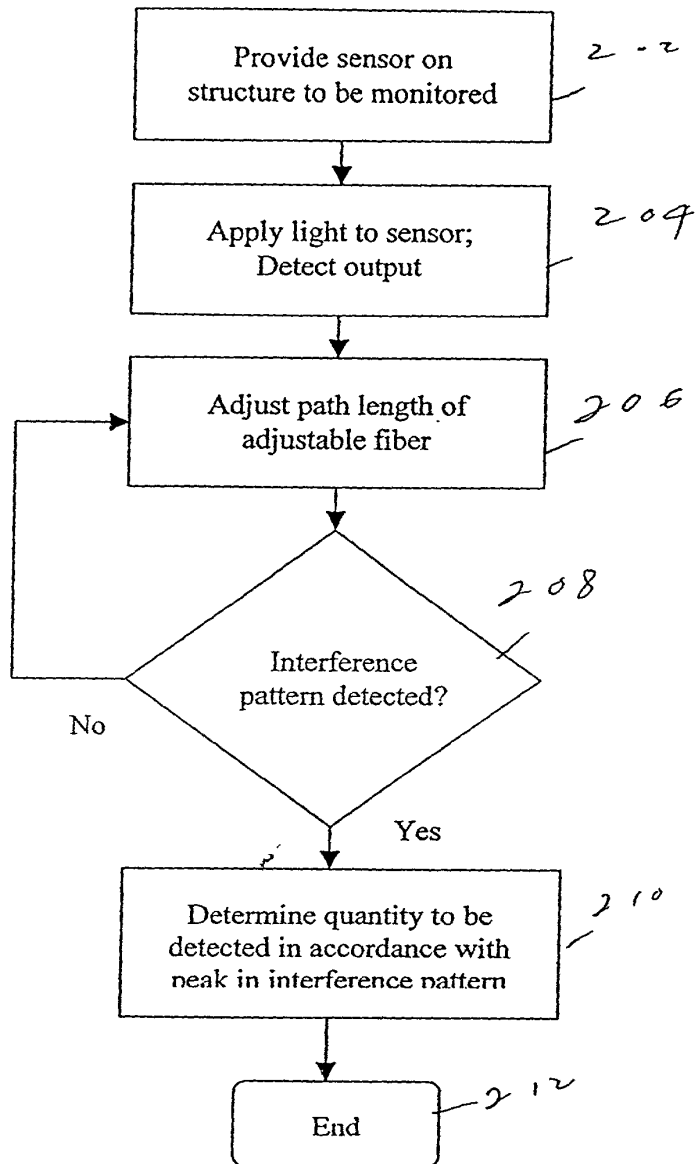 Provide sensor on
structure to be monitored
202
Apply light to sensor;
Detect output
204
Adjust path length of
adjustable fiber
206
208
Interference
pattern detected?
No
Yes
Determine quantity to be
detected in accordance with
peak in interference pattern
210
End
212